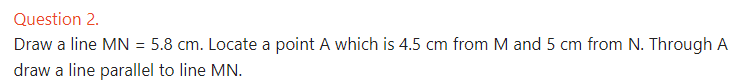 Question 2.
Draw a line MN = 5.8 cm. Locate a point A which is 4.5 cm from M and 5 cm from N. Through A
draw a line parallel to line MN.